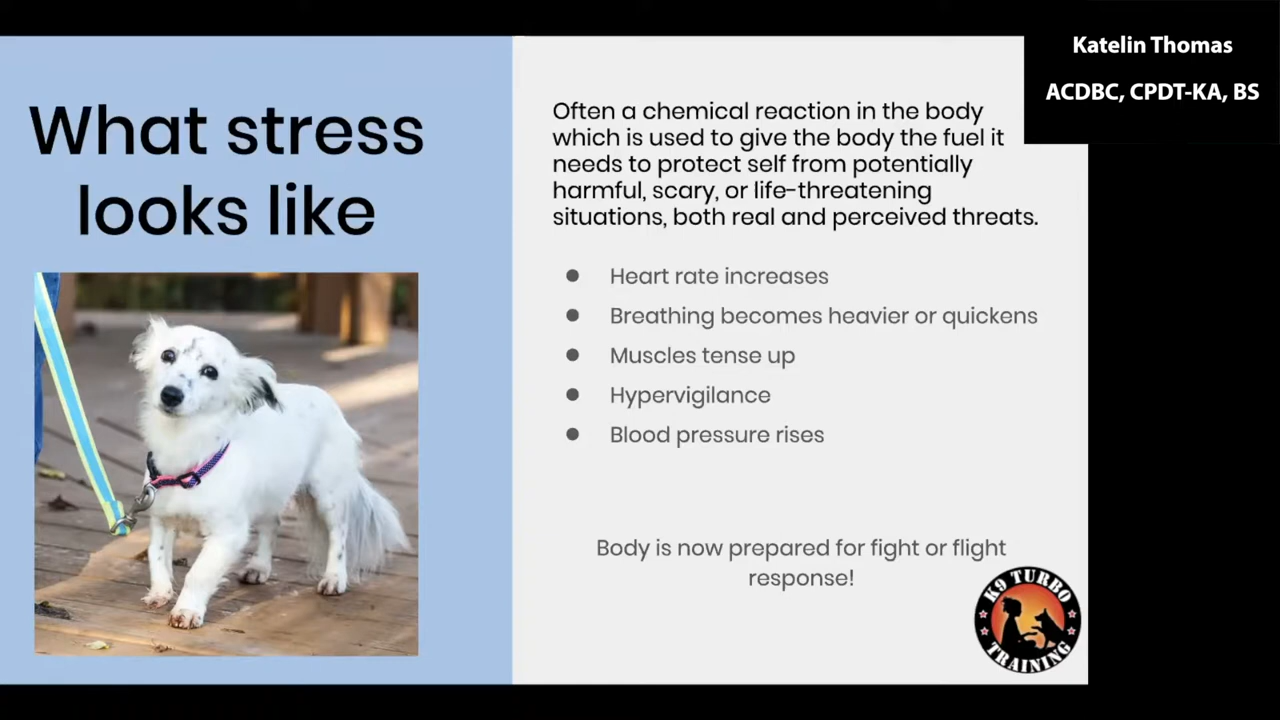 Katelin Thomas
ACDBC, CPDT-KA, BS
What stress
looks like
Often a chemical reaction in the body
which is used to give the body the fuel it
needs to protect self from potentially
harmful, scary, or life-threatening
situations, both real and perceived threats.
● Heart rate increases
● Breathing becomes heavier or quickens
● Muscles tense up
● Hypervigilance
● Blood pressure rises
Body is now prepared for fight or flight
response!
K9 TURBO
TRAINING